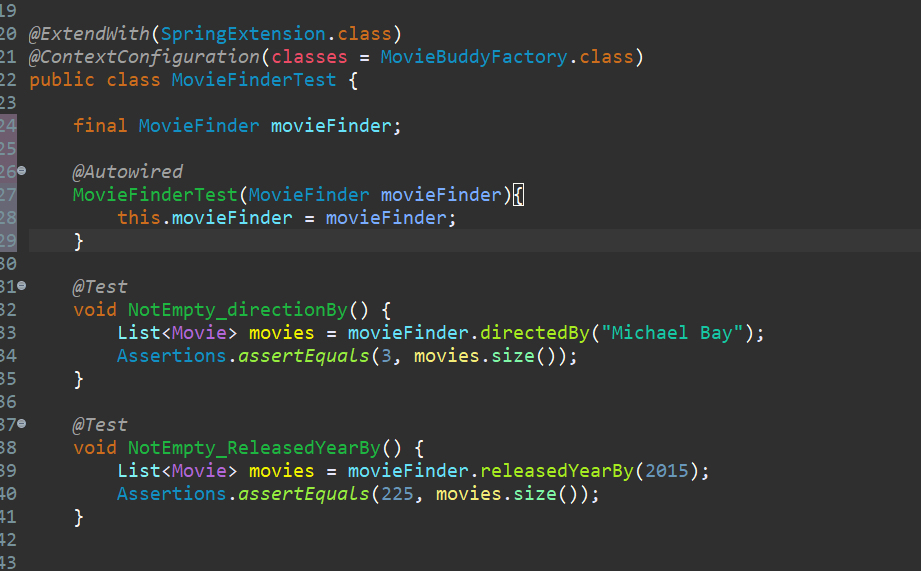 19
20 @ExtendWith(SpringExtension.class)
21 @ContextConfiguration(classes = MovieBuddyFactory.class)
22 public class MovieFinderTest {
23
24     final MovieFinder movieFinder;
25
26     @Autowired
27     MovieFinderTest(MovieFinder movieFinder){
28         this.movieFinder = movieFinder;
29     }
30
31     @Test
32     void NotEmpty_directionBy() {
33         List<Movie> movies = movieFinder.directedBy("Michael Bay");
34         Assertions.assertEquals(3, movies.size());
35     }
36
37     @Test
38     void NotEmpty_ReleasedYearBy() {
39         List<Movie> movies = movieFinder.releasedYearBy(2015);
40         Assertions.assertEquals(225, movies.size());
41     }
42
43